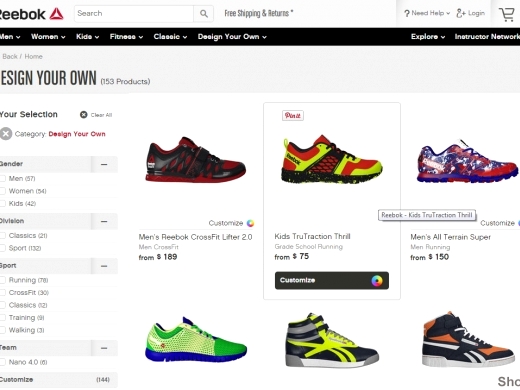 Reebok Search Free Shipping & Returns * ? Need Help Login
Men Women Kids Fitness Classic Design Your Own Explore Instructor Network
Back / Home
DESIGN YOUR OWN (153 Products)
Your Selection Clear All
Category: Design Your Own
Gender
Men (57)
Women (54)
Kids (42)
Division
Classics (21)
Sport (132)
Sport
Running (78)
CrossFit (30)
Classics (12)
Training (9)
Walking (3)
Team
Nano 4.0 (6)
Customize (144)
Customize
Men's Reebok CrossFit Lifter 2.0
Men CrossFit
from $ 189
Pin it
Kids TruTraction Thrill
Grade School Running
from $ 75
Customize
Reebok - Kids TruTraction Thrill
Customize
Men's All Terrain Super
Men Running
from $ 150
Sho